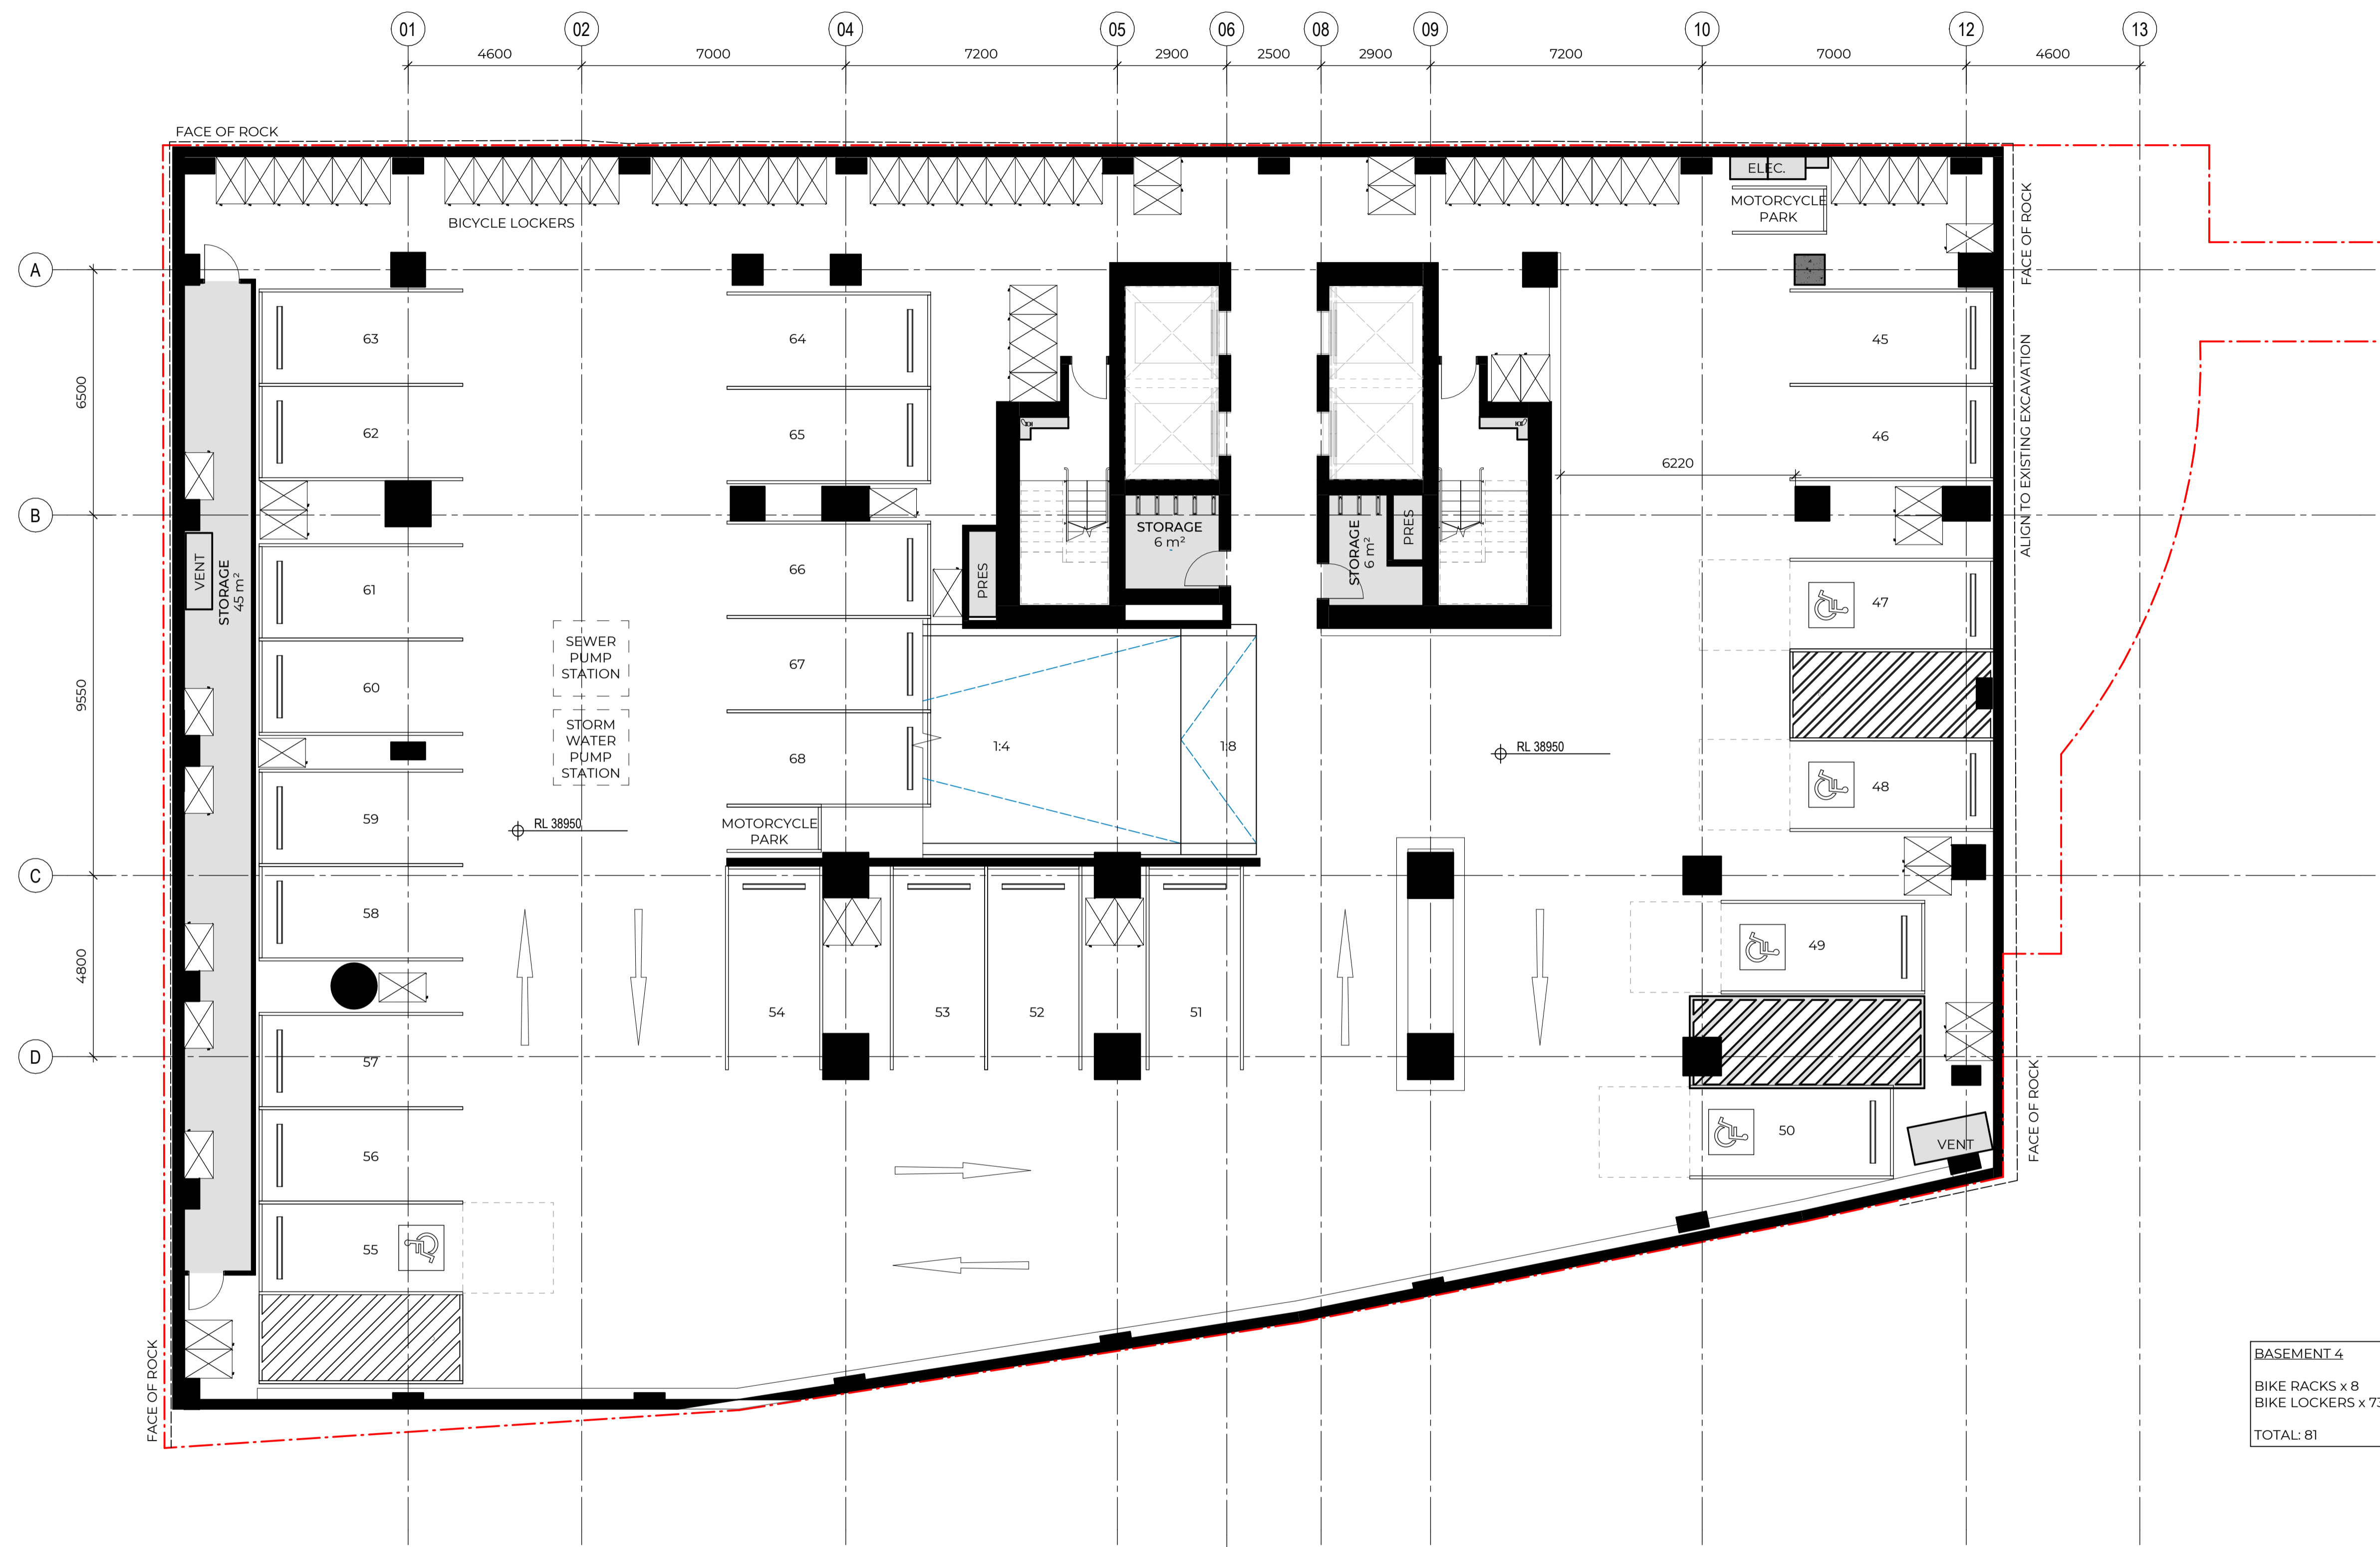 01
02
04
05
06
08
09
10
12
13
4600
7000
7200
2900
2500
2900
7200
7000
4600
FACE OF ROCK
ELEC.
MOTORCYCLE
PARK
BICYCLE LOCKERS
FACE OF ROCK
A
63
64
45
6500
62
65
46
ALIGN TO EXISTING EXCAVATION
6220
B
STORAGE
6 m²
STORAGE
6 m²
PRES
VENT
STORAGE
45 m²
61
66
PRES
47
SEWER
PUMP
STATION
60
67
9550
STORM
WATER
PUMP
STATION
68
1:4
1:8
RL 38950
48
59
RL 38950
MOTORCYCLE
PARK
C
58
49
4800
54
53
52
51
D
57
FACE OF ROCK
56
50
VENT
55
FACE OF ROCK
BASEMENT 4
BIKE RACKS x 8
BIKE LOCKERS x 73
TOTAL: 81